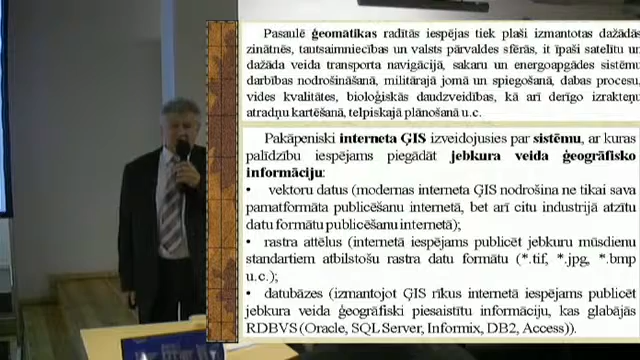 Pasaulē ģeomātikas radītās iespējas tiek plaši izmantotas dažādās
zinātnēs, tautsaimniecības un valsts pārvaldes sfērās, it īpaši satelītu un
dažāda veida transporta navigācijā, sakaru un energoapgādes sistēmu
darbības nodrošināšanā, militārajā jomā un spiegošanā, dabas procesu,
vides kvalitātes, bioloģiskās daudzveidības, kā arī derīgo izrakteņu
atradņu kartēšanā, telpiskajā plānošanā u.c.
Pakāpeniski interneta ĢIS izveidojusies par sistēmu, ar kuras
palīdzību iespējams piegādāt jebkura veida ģeogrāfisko
informāciju:
• vektoru datus (modernas interneta ĢIS nodrošina ne tikai sava
pamatformāta publicēšanu internetā, bet arī citu industrijā atzītu
datu formātu publicēšanu internetā);
• rastra attēlus (internetā iespējams publicēt jebkuru mūsdienu
standartiem atbilstošu rastra datu formātu (*.tif, *.jpg, *.bmp
u.c.);
• datubāzes (izmantojot ĢIS rīkus internetā iespējams publicēt
jebkura veida ģeogrāfiski piesaistītu informāciju, kas glabājās
RDBVS (Oracle, SQL Server, Informix, DB2, Access)).